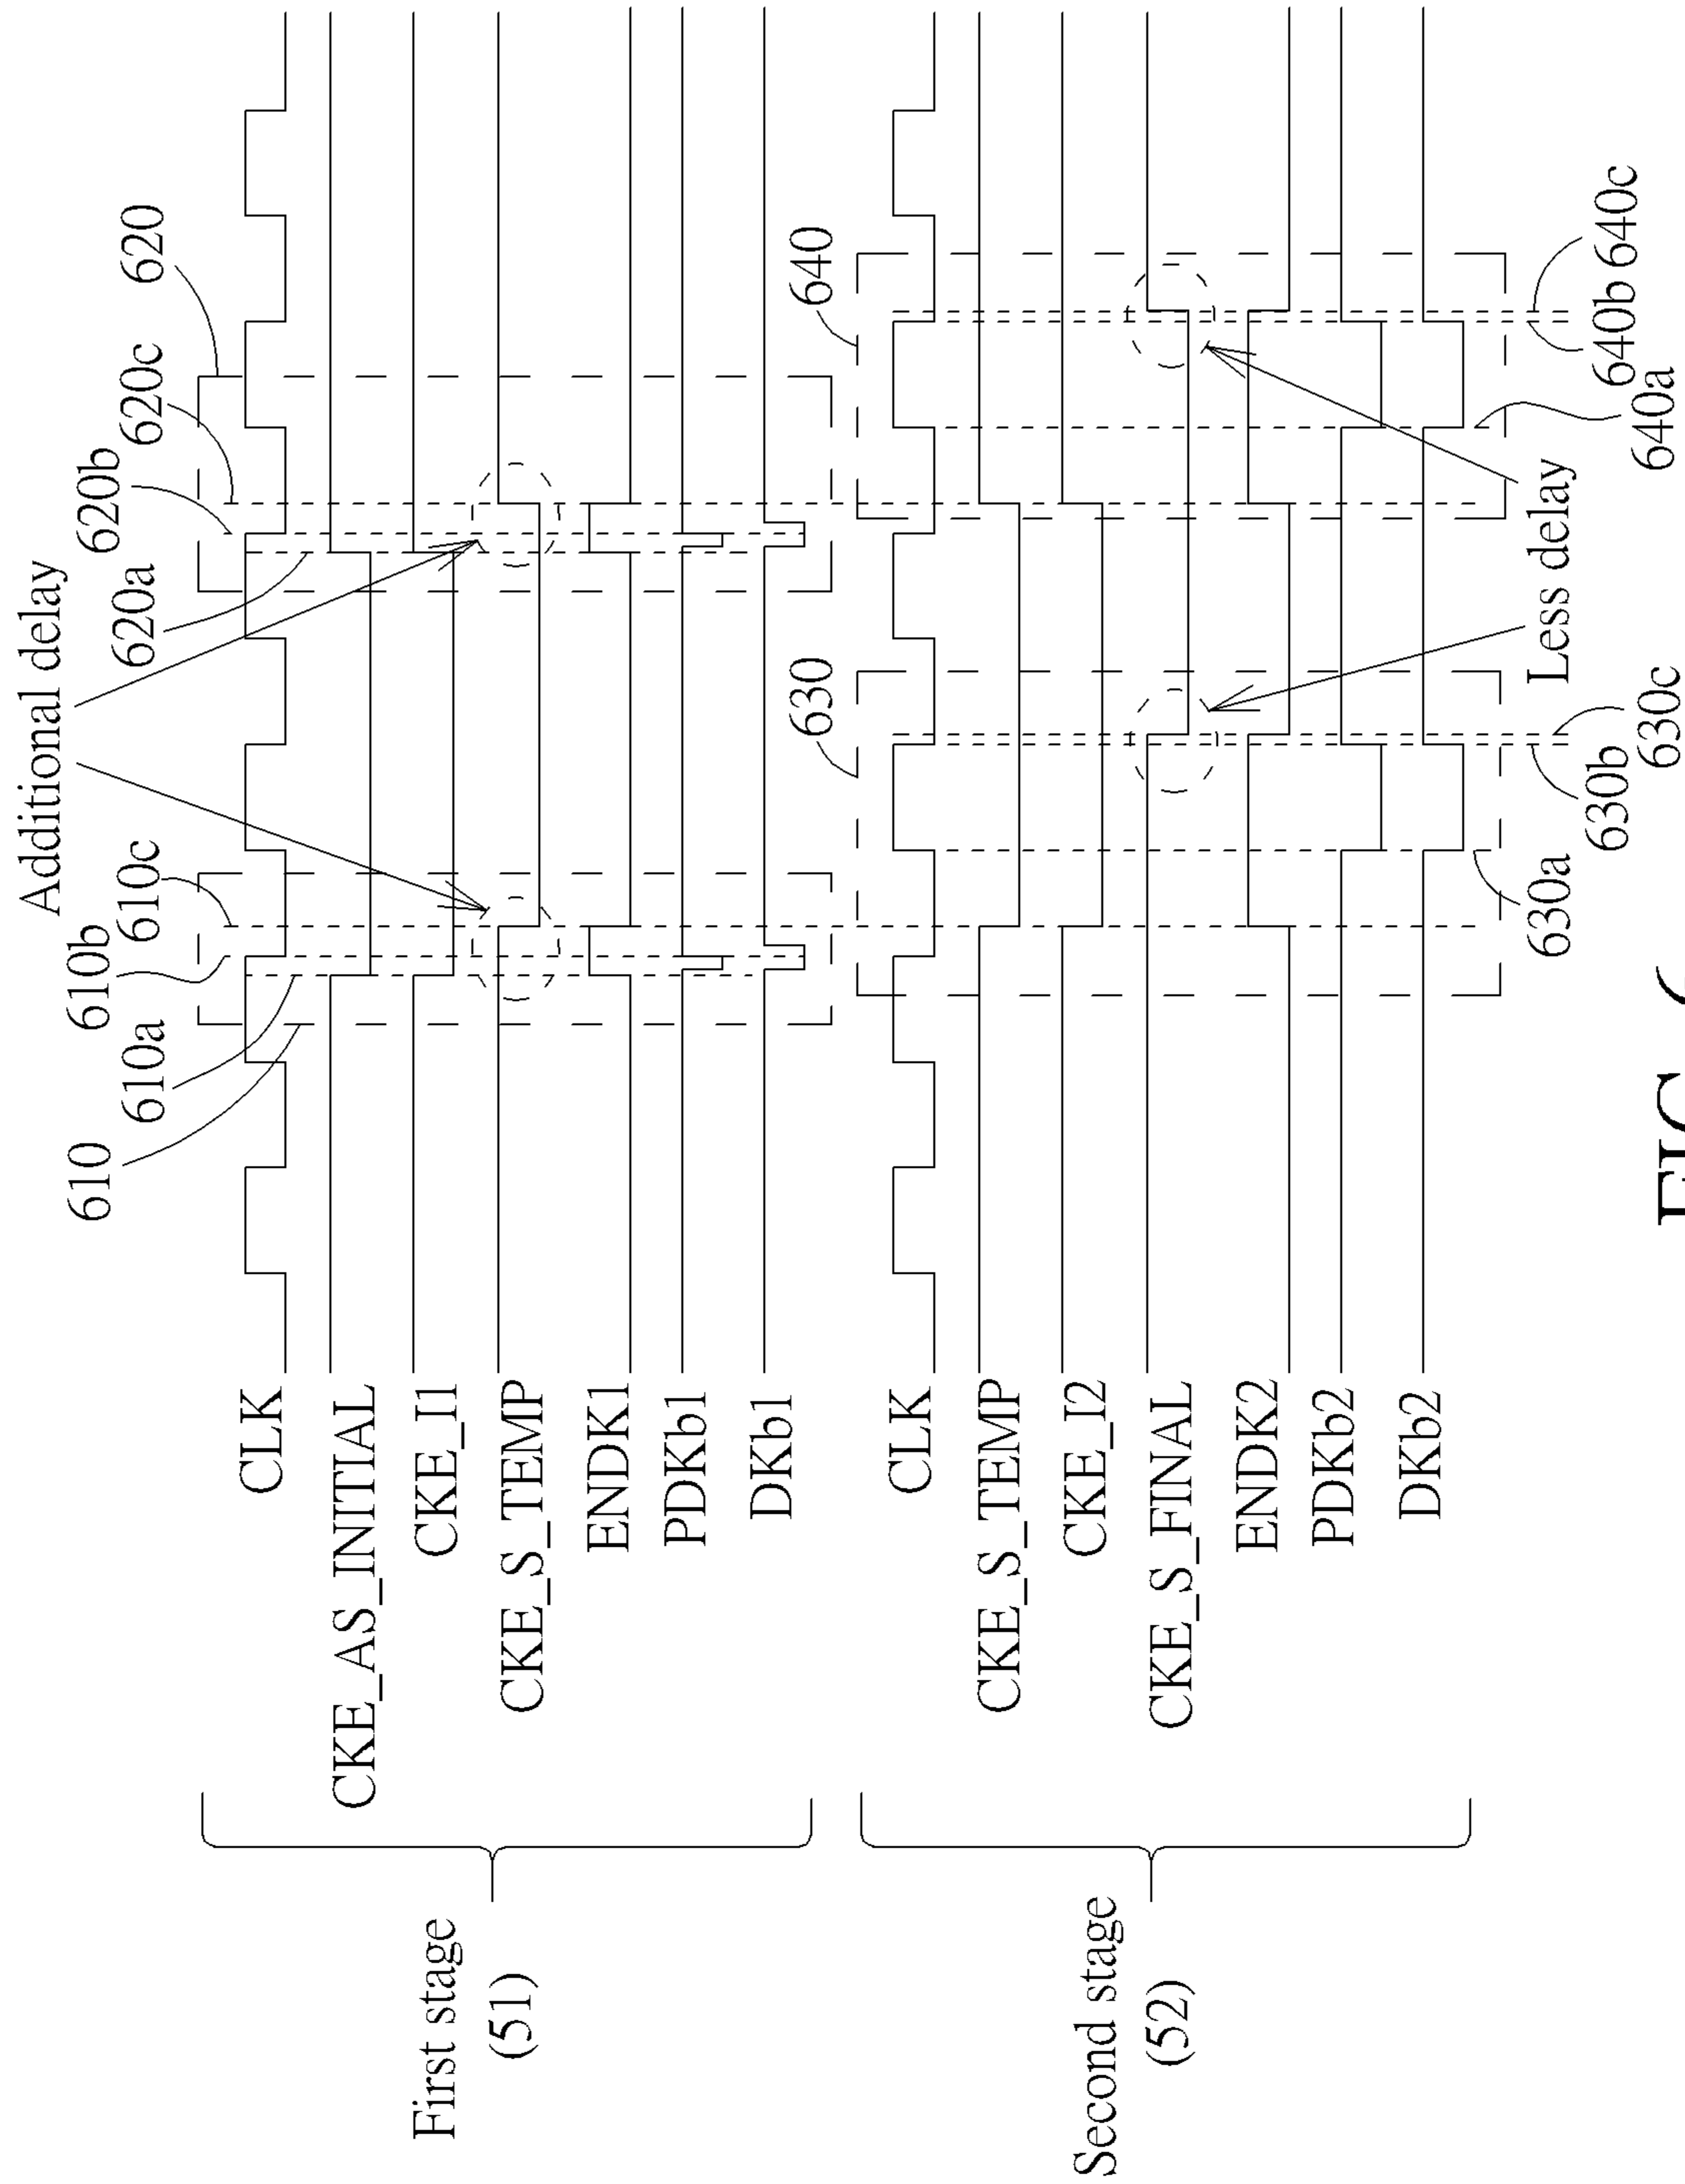 Additional delay
610
610a
610b
610c
620a
620b
620c
620
First stage
(51)
CLK
CKE_AS_INITIAL
CKE_I1
CKE_S_TEMP
ENDK1
PDKb1
DKb1
630
640
Second stage
(52)
CLK
CKE_S_TEMP
CKE_I2
CKE_S_FINAL
ENDK2
PDKb2
DKb2
630a
630b
630c
Less delay
640a
640b
640c